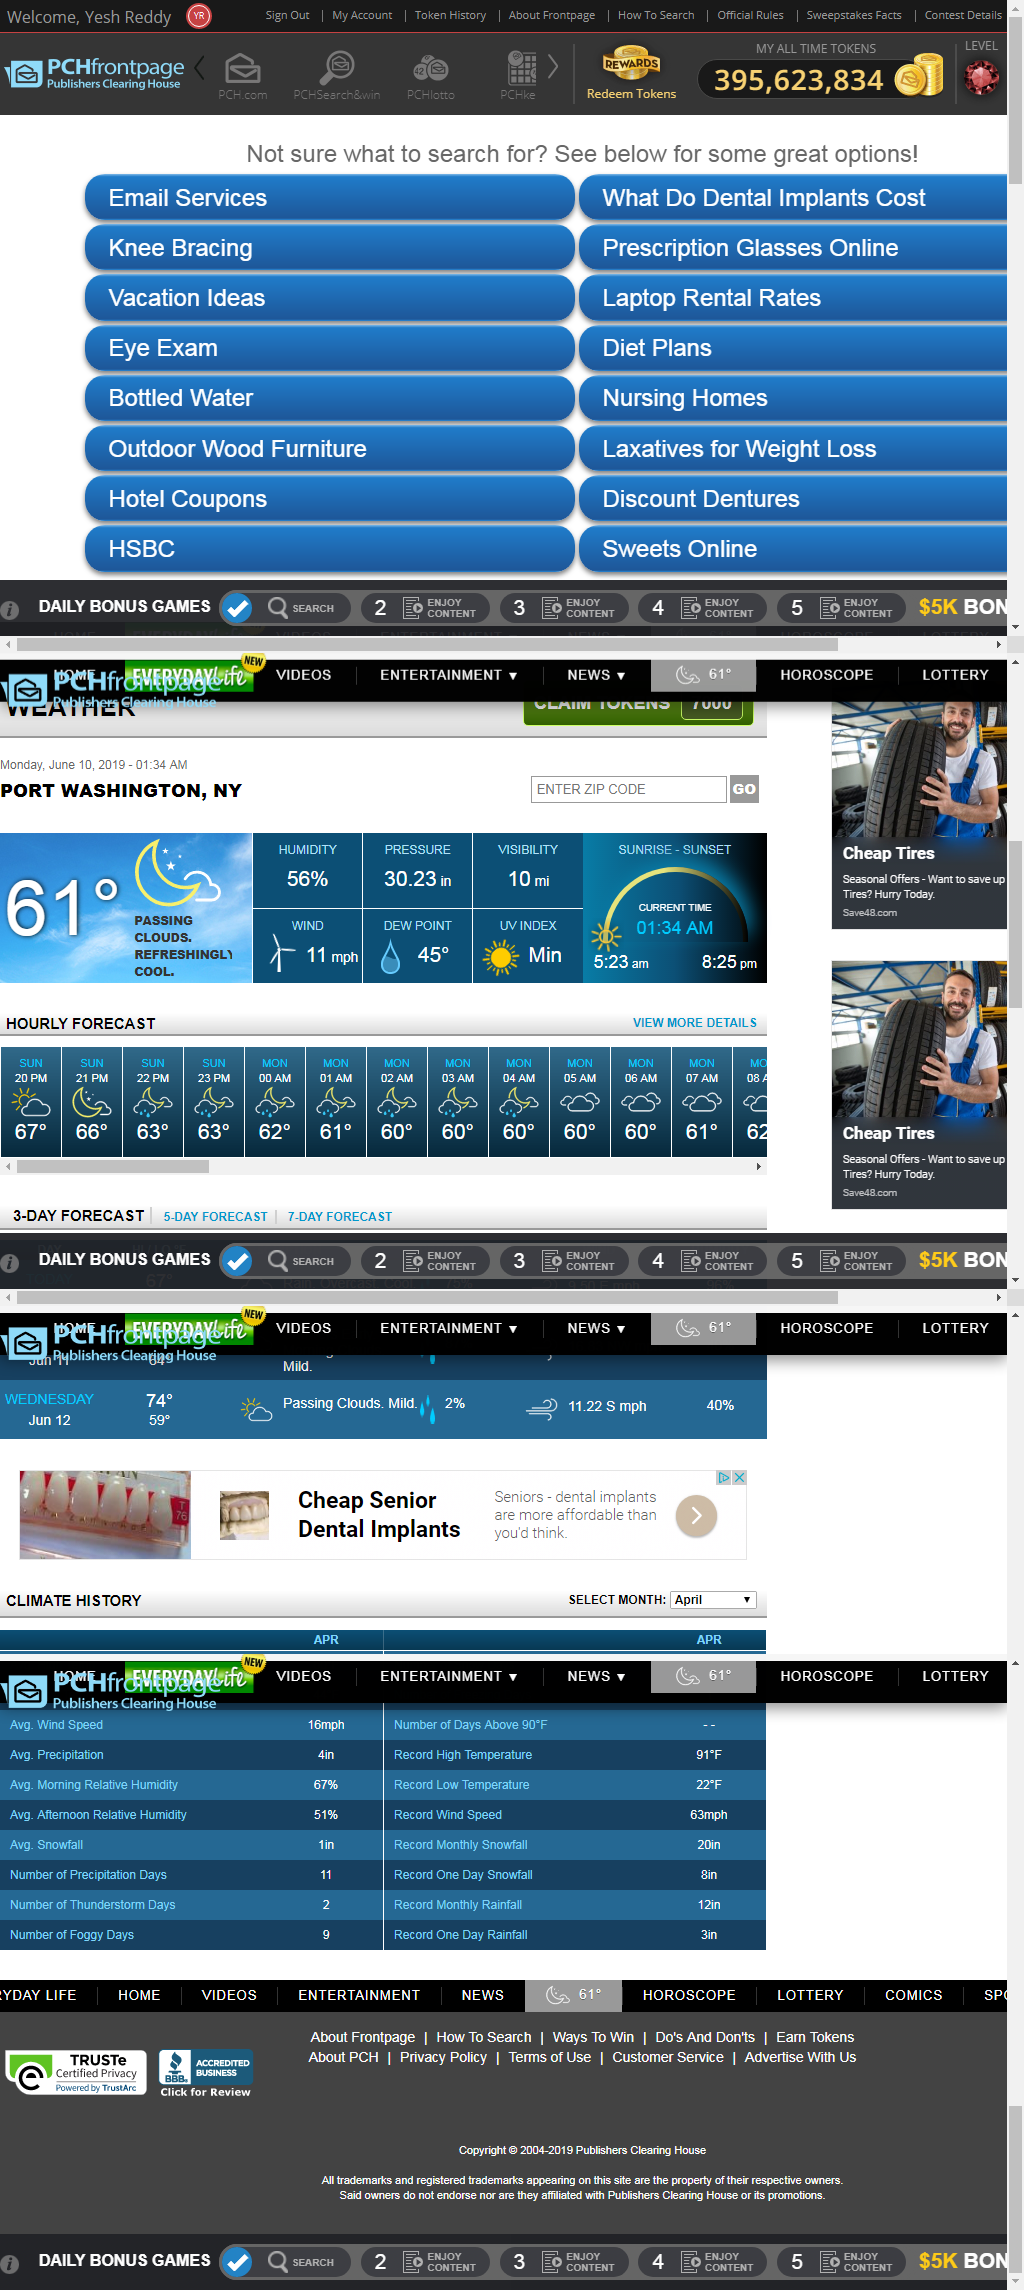 Welcome, Yesh Reddy YR Sign Out | My Account | Token History | About Frontpage | How To Search | Official Rules | Sweepstakes Facts | Contest Details
PCHfrontpage
Publishers Clearing House
PCH.com PCHSearch&win PCHlotto PCHke
REWARDS
Redeem Tokens
MY ALL TIME TOKENS
395,623,834
LEVEL
Not sure what to search for? See below for some great options!
Email Services What Do Dental Implants Cost
Knee Bracing Prescription Glasses Online
Vacation Ideas Laptop Rental Rates
Eye Exam Diet Plans
Bottled Water Nursing Homes
Outdoor Wood Furniture Laxatives for Weight Loss
Hotel Coupons Discount Dentures
HSBC Sweets Online
DAILY BONUS GAMES SEARCH 2 ENJOY CONTENT 3 ENJOY CONTENT 4 ENJOY CONTENT 5 ENJOY CONTENT $5K BON
HOME EVERYDAY life NEW VIDEOS ENTERTAINMENT ▼ NEWS ▼ 61° HOROSCOPE LOTTERY
PCHfrontpage
Publishers Clearing House
WEATHER CLAIM TOKENS 7000
Monday, June 10, 2019 - 01:34 AM
PORT WASHINGTON, NY ENTER ZIP CODE GO
61°
PASSING
CLOUDS.
REFRESHINGLY
COOL.
HUMIDITY PRESSURE VISIBILITY
56% 30.23 in 10 mi
WIND DEW POINT UV INDEX
11 mph 45° Min
SUNRISE - SUNSET
CURRENT TIME
01:34 AM
5:23 am 8:25 pm
Cheap Tires
Seasonal Offers - Want to save up
Tires? Hurry Today.
Save48.com
Cheap Tires
Seasonal Offers - Want to save up
Tires? Hurry Today.
Save48.com
HOURLY FORECAST VIEW MORE DETAILS
SUN SUN SUN SUN MON MON MON MON MON MON MON MON MO
20 PM 21 PM 22 PM 23 PM 00 AM 01 AM 02 AM 03 AM 04 AM 05 AM 06 AM 07 AM 08 A
67° 66° 63° 63° 62° 61° 60° 60° 60° 60° 60° 61° 62
3-DAY FORECAST | 5-DAY FORECAST | 7-DAY FORECAST
DAILY BONUS GAMES SEARCH 2 ENJOY CONTENT 3 ENJOY CONTENT 4 ENJOY CONTENT 5 ENJOY CONTENT $5K BON
HOME EVERYDAY life NEW VIDEOS ENTERTAINMENT ▼ NEWS ▼ 61° HOROSCOPE LOTTERY
PCHfrontpage
Publishers Clearing House
Jun 11 64° Mild.
WEDNESDAY 74°
Jun 12 59°
Passing Clouds. Mild. 2% 11.22 S mph 40%
Cheap Senior
Dental Implants
Seniors - dental implants
are more affordable than
you'd think.
CLIMATE HISTORY SELECT MONTH: April ▼
APR APR
HOME EVERYDAY life NEW VIDEOS ENTERTAINMENT ▼ NEWS ▼ 61° HOROSCOPE LOTTERY
PCHfrontpage
Publishers Clearing House
Avg. Wind Speed 16mph Number of Days Above 90°F - -
Avg. Precipitation 4in Record High Temperature 91°F
Avg. Morning Relative Humidity 67% Record Low Temperature 22°F
Avg. Afternoon Relative Humidity 51% Record Wind Speed 63mph
Avg. Snowfall 1in Record Monthly Snowfall 20in
Number of Precipitation Days 11 Record One Day Snowfall 8in
Number of Thunderstorm Days 2 Record Monthly Rainfall 12in
Number of Foggy Days 9 Record One Day Rainfall 3in
RYDAY LIFE HOME VIDEOS ENTERTAINMENT NEWS 61° HOROSCOPE LOTTERY COMICS SPO
About Frontpage | How To Search | Ways To Win | Do's And Don'ts | Earn Tokens
About PCH | Privacy Policy | Terms of Use | Customer Service | Advertise With Us
TRUSTe
Certified Privacy
Powered by TrustArc
BBB.
ACCREDITED
BUSINESS
Click for Review
Copyright © 2004-2019 Publishers Clearing House
All trademarks and registered trademarks appearing on this site are the property of their respective owners.
Said owners do not endorse nor are they affiliated with Publishers Clearing House or its promotions.
DAILY BONUS GAMES SEARCH 2 ENJOY CONTENT 3 ENJOY CONTENT 4 ENJOY CONTENT 5 ENJOY CONTENT $5K BON